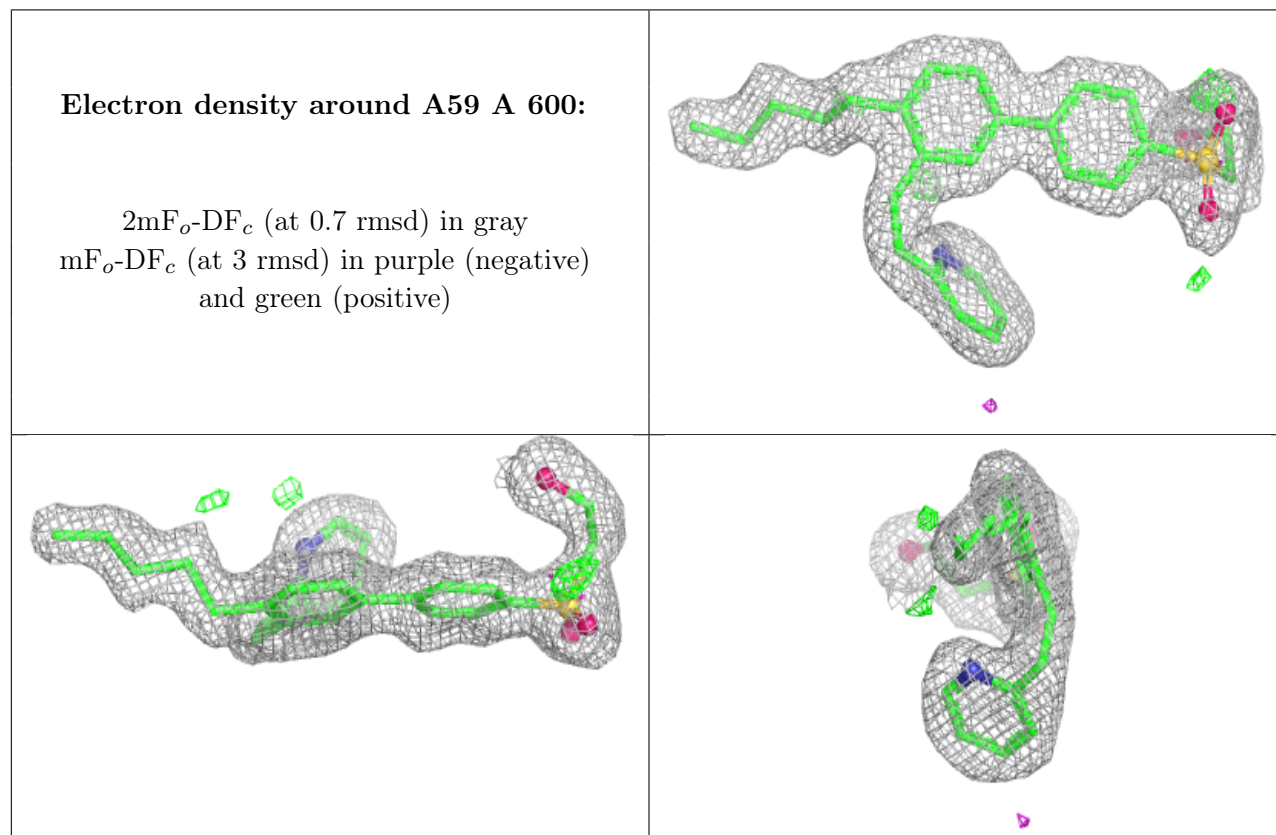 Electron density around A59 A 600:
2mFo-DFc (at 0.7 rmsd) in gray
mFo-DFc (at 3 rmsd) in purple (negative)
and green (positive)